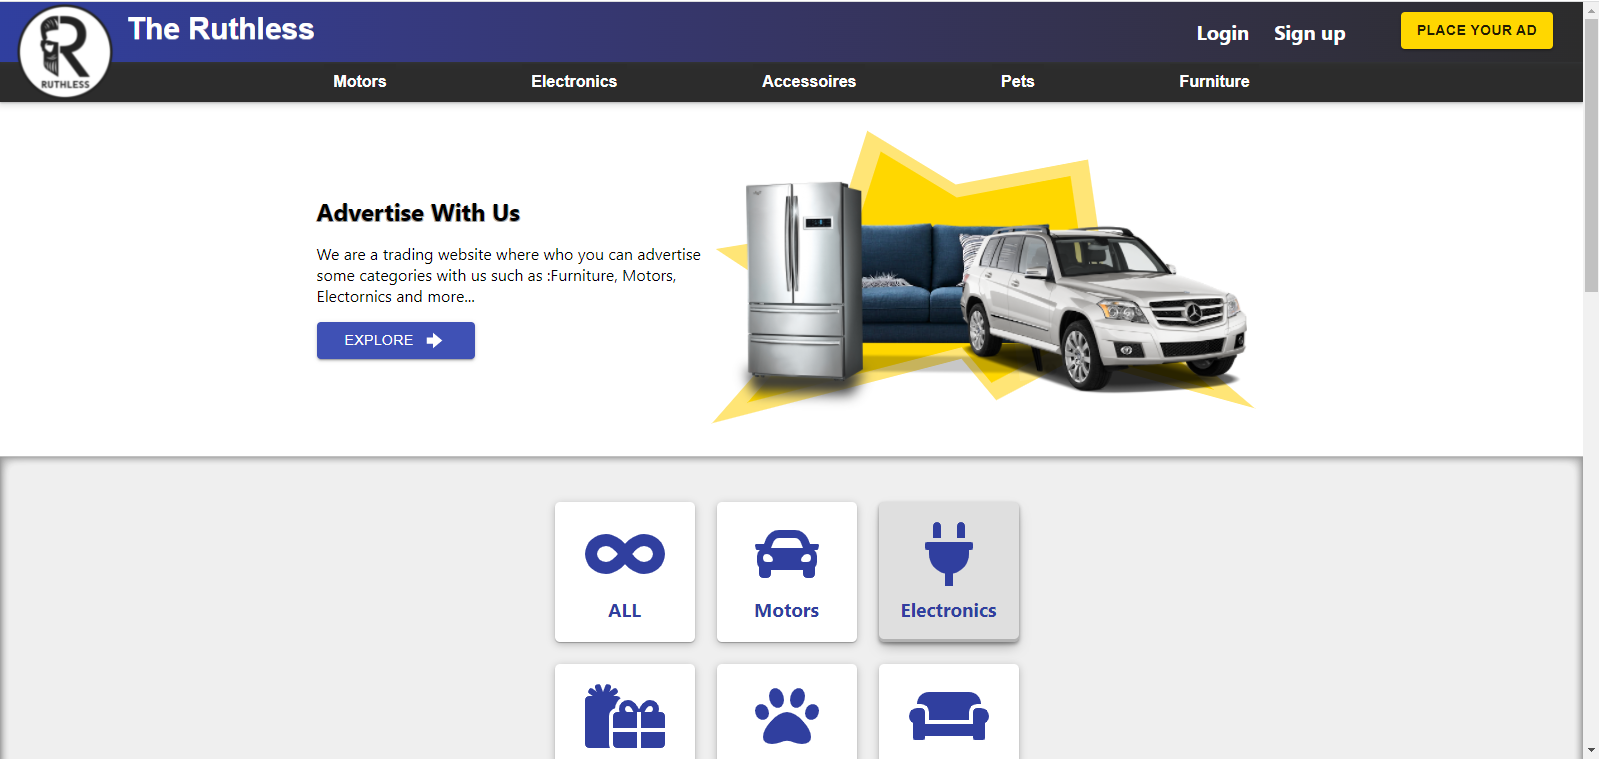 The Ruthless
Login Sign up PLACE YOUR AD
RUTHLESS
Motors Electronics Accessoires Pets Furniture
Advertise With Us
We are a trading website where who you can advertise
some categories with us such as :Furniture, Motors,
Electornics and more...
EXPLORE
ALL Motors Electronics